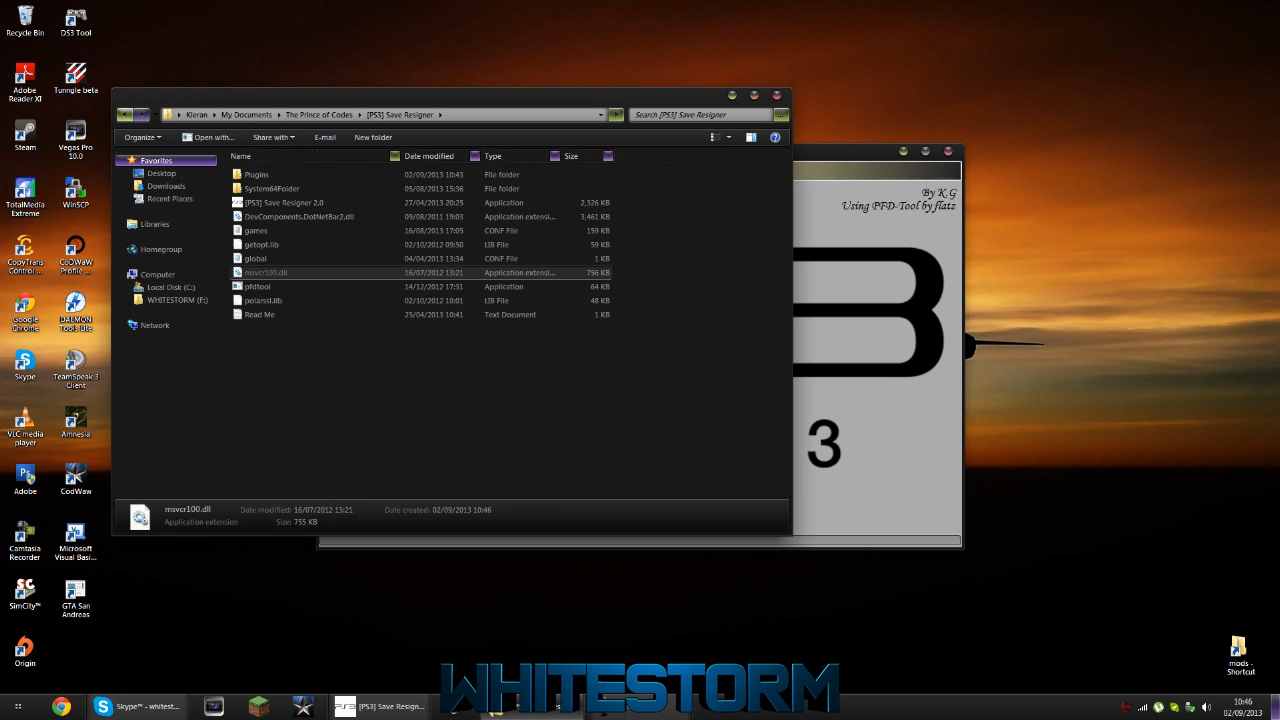 Recycle Bin
DS3 Tool
Adobe Reader XI
Tunngle beta
Steam
Vegas Pro 10.0
TotalMedia Extreme
WinSCP
CopyTrans Control ...
CoDWaW Profile ...
Google Chrome
DAEMON Tools Lite
Skype
TeamSpeak 3 Client
VLC media player
Amnesia
Adobe
CodWaw
Camtasia Recorder
Microsoft Visual Basi...
SimCity™
GTA San Andreas
Origin
Kieran
My Documents
The Prince of Codes
[PS3] Save Resigner
Search [PS3] Save Resigner
Organize
Open with...
Share with
E-mail
New folder
Favorites
Desktop
Downloads
Recent Places
Libraries
Homegroup
Computer
Local Disk (C:)
WHITESTORM (F:)
Network
Name Date modified Type Size
Plugins 02/09/2013 10:43 File folder
System64Folder 05/08/2013 15:36 File folder
[PS3] Save Resigner 2.0 27/04/2013 20:25 Application 2,326 KB
DevComponents.DotNetBar2.dll 09/08/2011 19:03 Application extensi... 3,461 KB
games 16/08/2013 17:05 CONF File 159 KB
getopt.lib 02/10/2012 09:50 LIB File 59 KB
global 04/04/2013 13:34 CONF File 1 KB
msvcr100.dll 16/07/2012 13:21 Application extensi... 756 KB
pfdtool 14/12/2012 17:31 Application 64 KB
polarssl.lib 02/10/2012 10:01 LIB File 48 KB
Read Me 25/04/2013 10:41 Text Document 1 KB
msvcr100.dll Date modified: 16/07/2012 13:21 Date created: 02/09/2013 10:46
Application extension Size: 755 KB
By K.G
Using PFD-Tool by flatz
3
mods - Shortcut
WHITESTORM
Skype™ - whitest...
PS3
[PS3] Save Resign...
10:46
02/09/2013